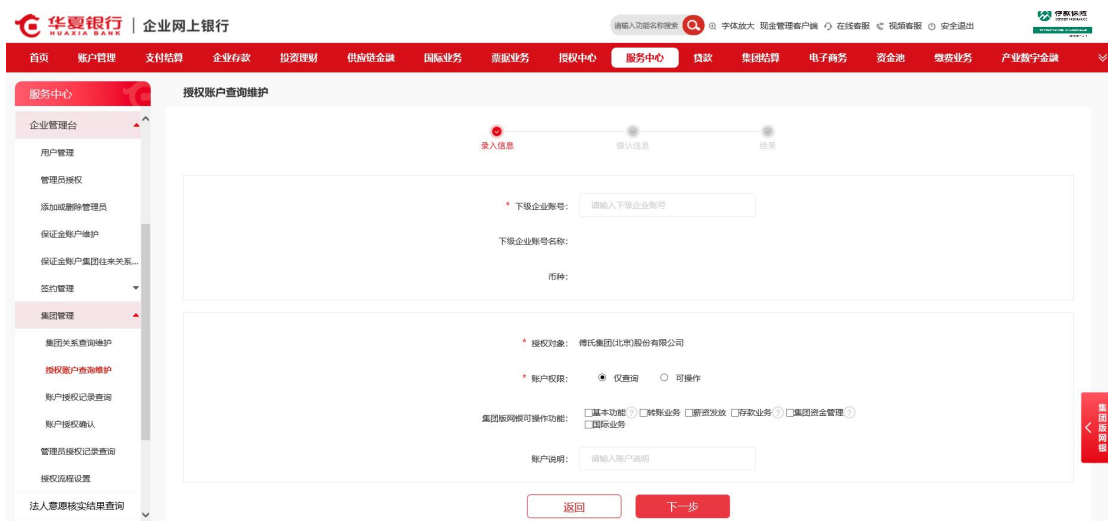 华夏银行 | 企业网上银行
HUAXIA BANK
请输入功能名称搜索 字体放大 现金管理客户端 在线客服 视频客服 安全退出
存款保险
首页 账户管理 支付结算 企业存款 投资理财 供应链金融 国际业务 票据业务 授权中心 服务中心 贷款 集团结算 电子商务 资金池 缴费业务 产业数字金融
服务中心
企业管理台
用户管理
管理员授权
添加或删除管理员
保证金账户维护
保证金账户集团往来关系...
签约管理
集团管理
集团关系查询维护
授权账户查询维护
账户授权记录查询
账户授权确认
管理员授权记录查询
授权流程设置
法人意愿核实结果查询
授权账户查询维护
录入信息 确认信息 结果
* 下级企业账号: 请输入下级企业账号
下级企业账号名称:
币种:
* 授权对象: 傅氏集团(北京)股份有限公司
* 账户权限: 仅查询 可操作
集团版网银可操作功能: 基本功能 ? 转账业务 薪资发放 存款业务 ? 集团资金管理 ?
国际业务
账户说明: 请输入账户说明
返回 下一步
集团版网银